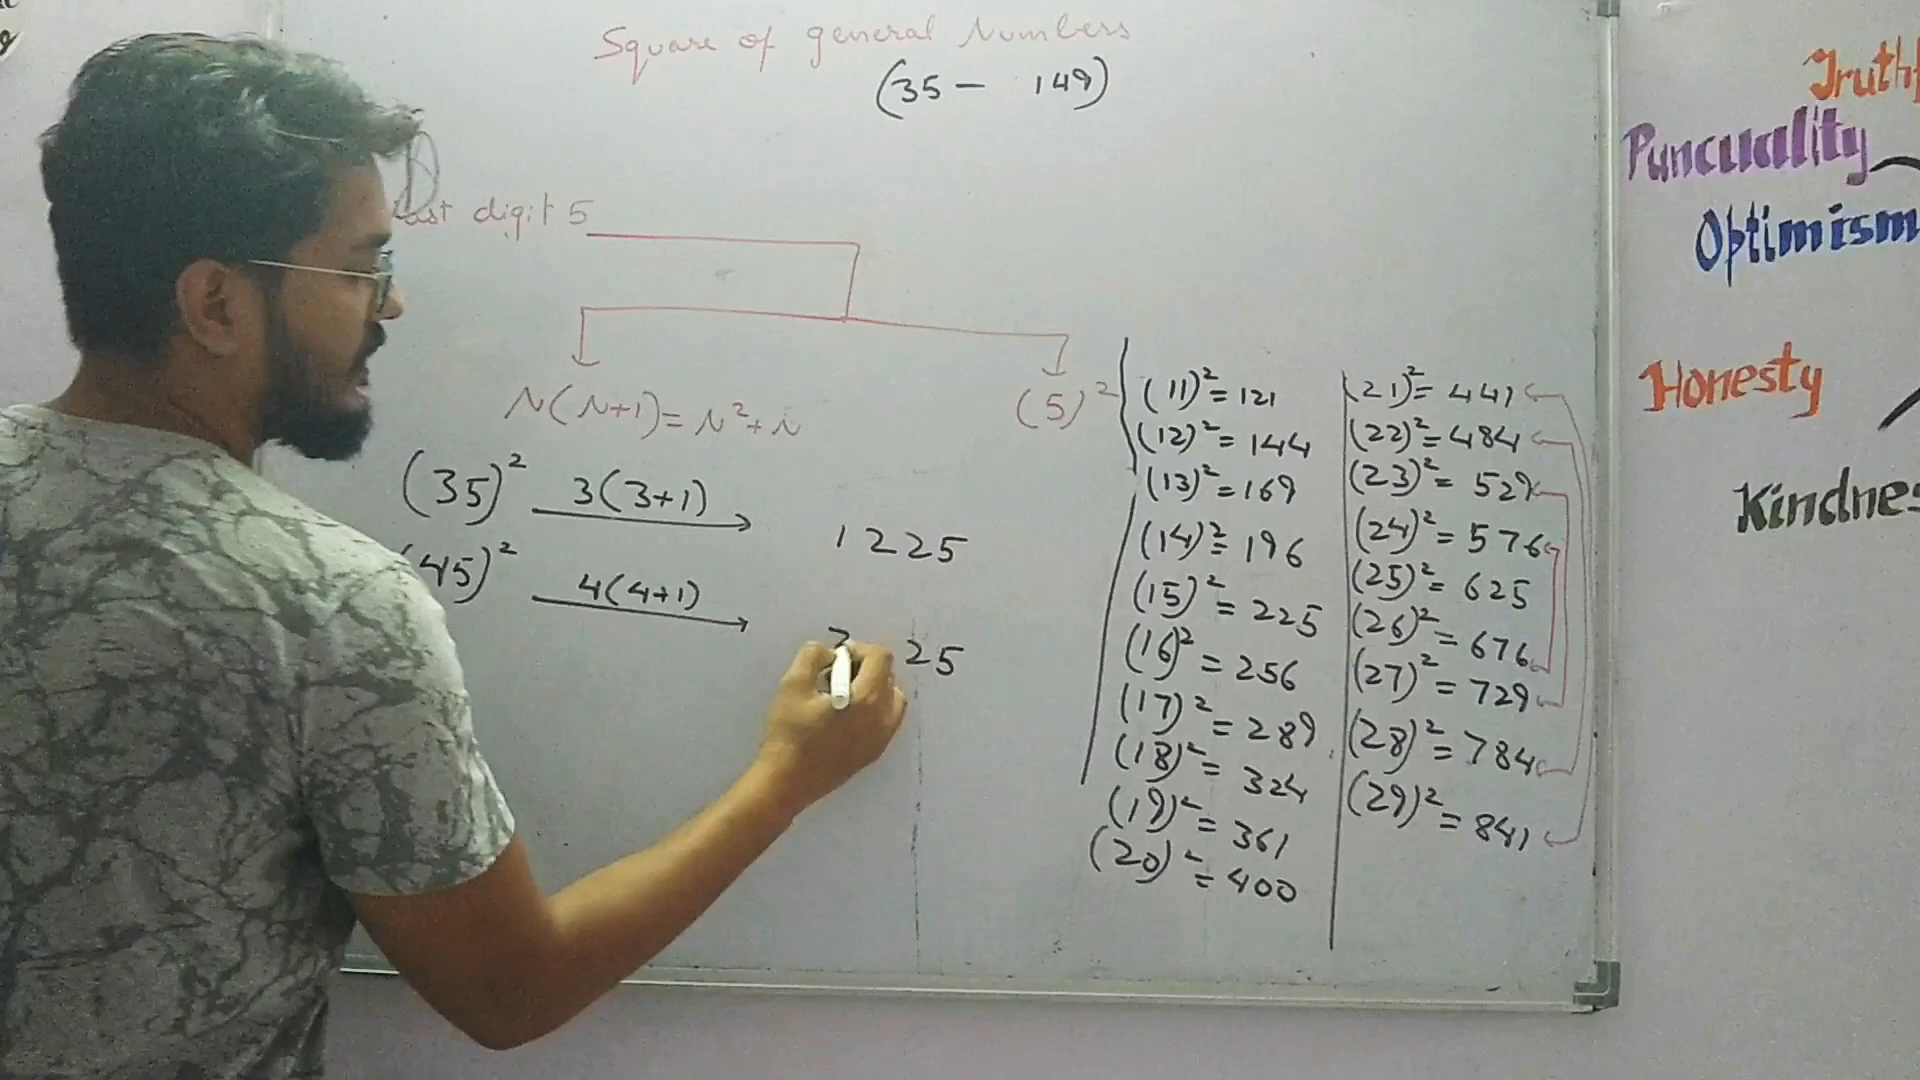 Square of general Numbers
(35 - 149)
Last digit 5
N(N+1) = N² + N
(5)²
(35)² 3(3+1) 1225
45)² 4(4+1) 25
(11)² = 121
(12)² = 144
(13)² = 169
(14)² = 196
(15)² = 225
(16)² = 256
(17)² = 289
(18)² = 324
(19)² = 361
(20)² = 400
(21)² = 441
(22)² = 484
(23)² = 529
(24)² = 576
(25)² = 625
(26)² = 676
(27)² = 729
(28)² = 784
(29)² = 841
Puncuality
Optimism
Honesty